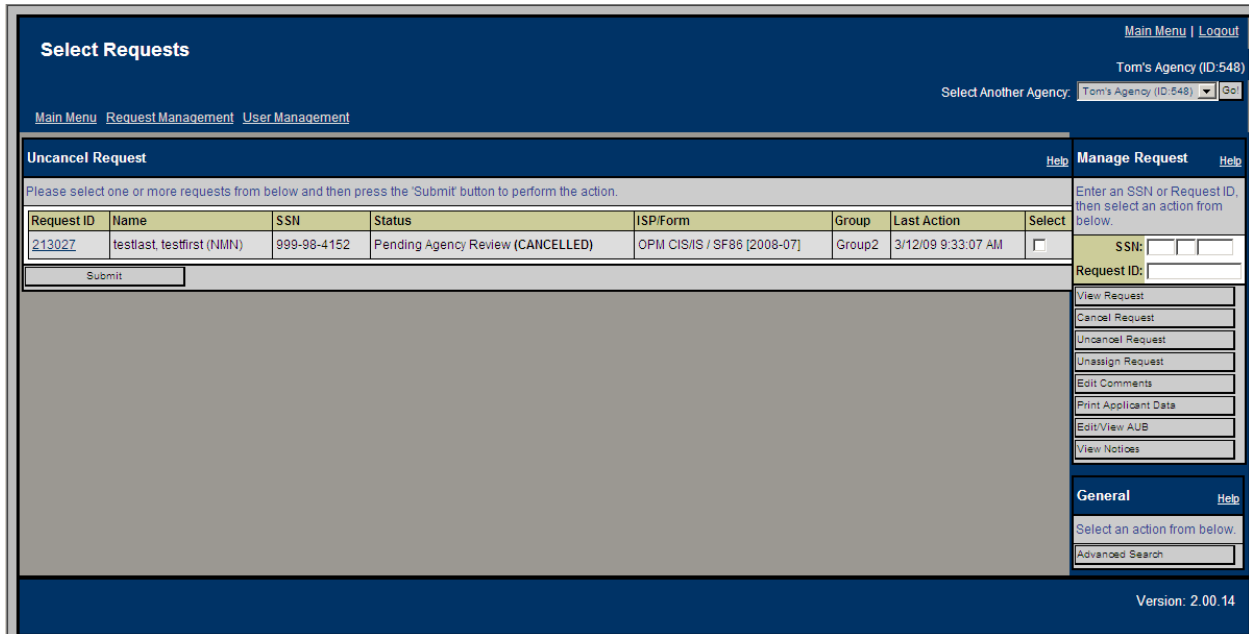 Main Menu | Logout
Select Requests
Tom's Agency (ID:548)
Select Another Agency: Tom's Agency (ID:548) Go!
Main Menu Request Management User Management
Uncancel Request Help
Please select one or more requests from below and then press the 'Submit' button to perform the action.
Request ID Name SSN Status ISP/Form Group Last Action Select
213027 testlast, testfirst (NMN) 999-98-4152 Pending Agency Review (CANCELLED) OPM CIS/IS / SF86 [2008-07] Group2 3/12/09 9:33:07 AM
Submit
Manage Request Help
Enter an SSN or Request ID,
then select an action from
below.
SSN:
Request ID:
View Request
Cancel Request
Uncancel Request
Unassign Request
Edit Comments
Print Applicant Data
Edit/View AUB
View Notices
General Help
Select an action from below.
Advanced Search
Version: 2.00.14